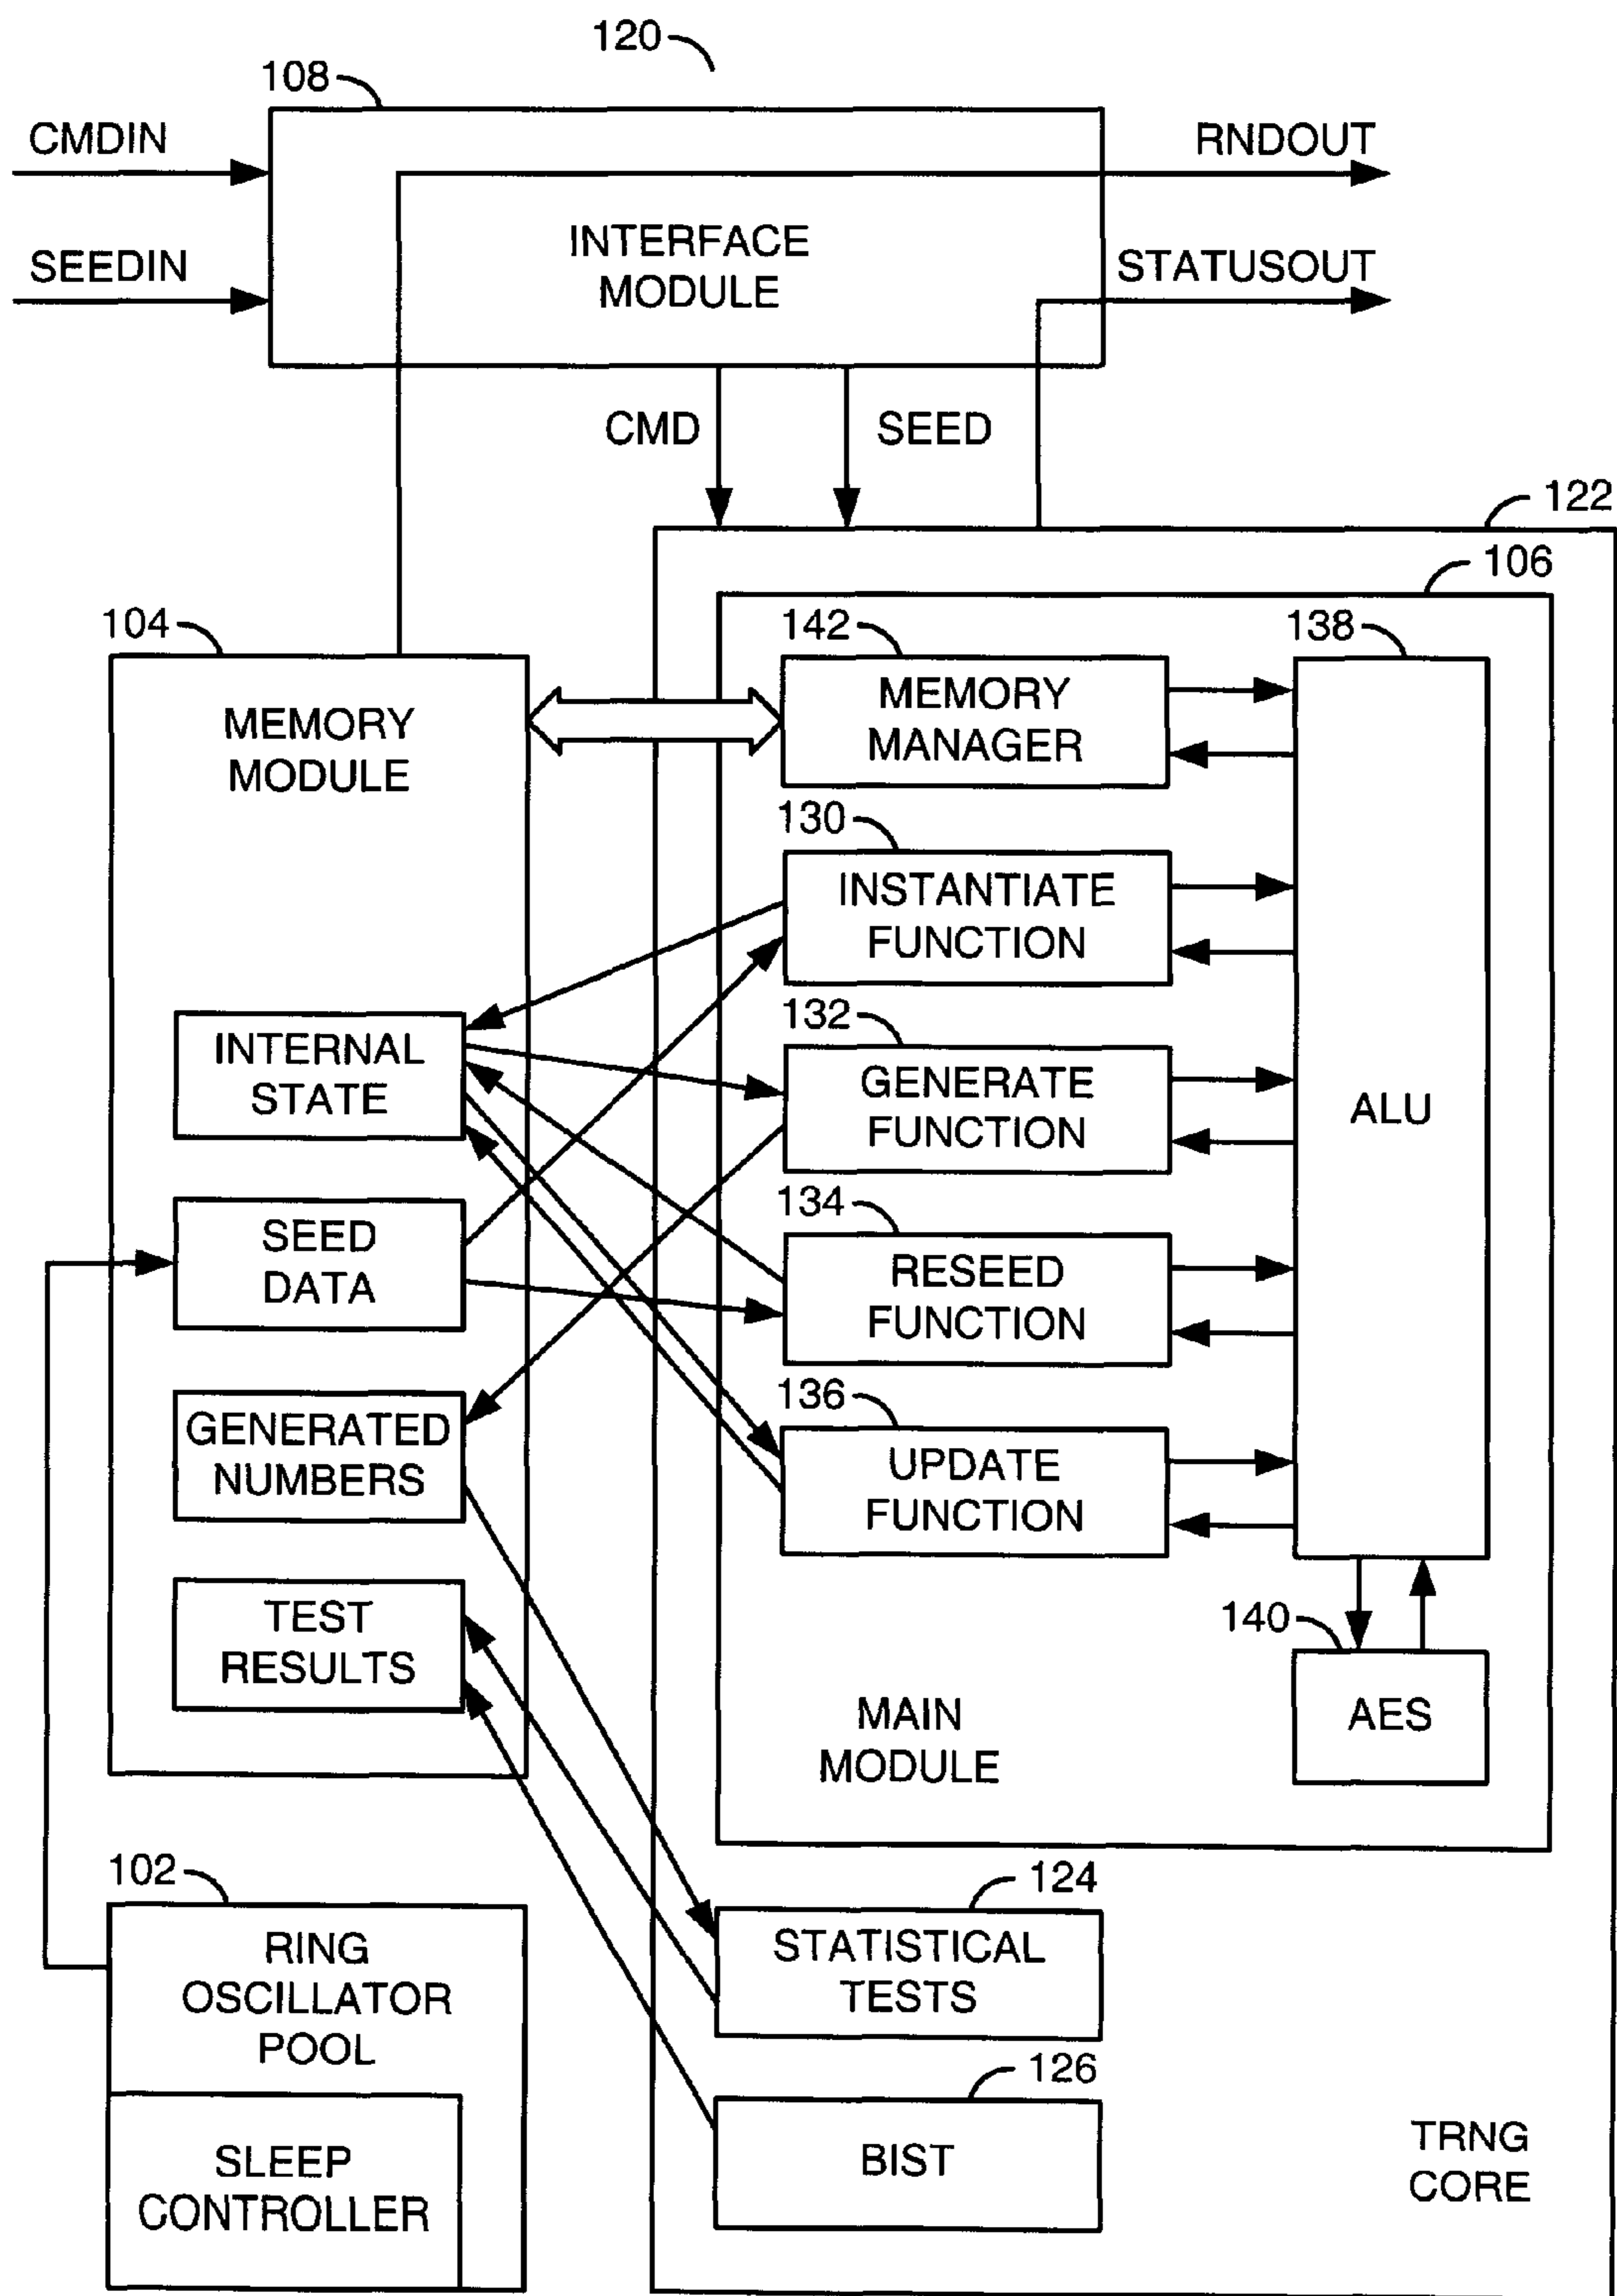 120
108
CMDIN
RNDOUT
INTERFACE
MODULE
SEEDIN
STATUSOUT
CMD
SEED
122
106
104
142
138
MEMORY
MODULE
MEMORY
MANAGER
130
INSTANTIATE
FUNCTION
132
INTERNAL
STATE
GENERATE
FUNCTION
ALU
134
SEED
DATA
RESEED
FUNCTION
136
GENERATED
NUMBERS
UPDATE
FUNCTION
TEST
RESULTS
140
AES
MAIN
MODULE
102
124
RING
OSCILLATOR
POOL
STATISTICAL
TESTS
126
SLEEP
CONTROLLER
BIST
TRNG
CORE